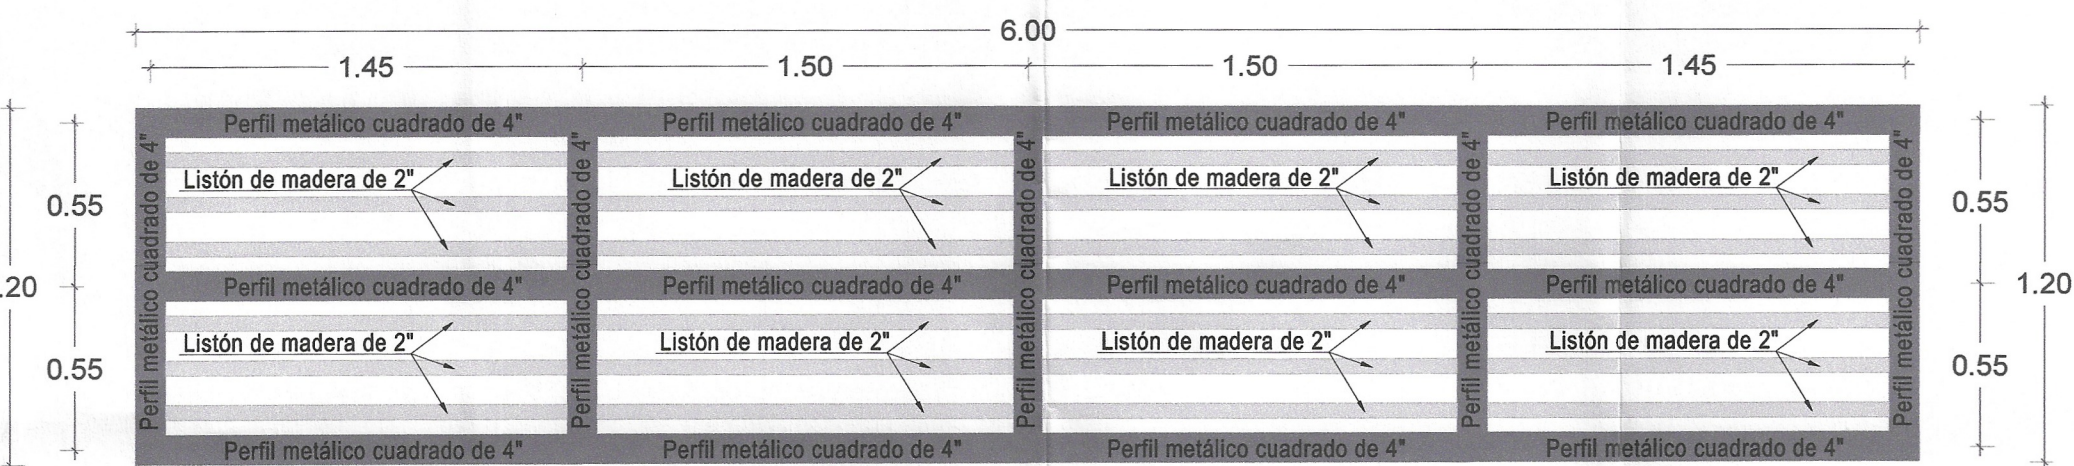 6.00
1.45 1.50 1.50 1.45
Perfil metálico cuadrado de 4" Perfil metálico cuadrado de 4" Perfil metálico cuadrado de 4" Perfil metálico cuadrado de 4"
Perfil metálico cuadrado de 4" Perfil metálico cuadrado de 4" Perfil metálico cuadrado de 4" Perfil metálico cuadrado de 4" Perfil metálico cuadrado de 4"
Listón de madera de 2" Listón de madera de 2" Listón de madera de 2" Listón de madera de 2"
0.55 0.55
.20 Perfil metálico cuadrado de 4" Perfil metálico cuadrado de 4" Perfil metálico cuadrado de 4" Perfil metálico cuadrado de 4" 1.20
Listón de madera de 2" Listón de madera de 2" Listón de madera de 2" Listón de madera de 2"
0.55 0.55
Perfil metálico cuadrado de 4" Perfil metálico cuadrado de 4" Perfil metálico cuadrado de 4" Perfil metálico cuadrado de 4"